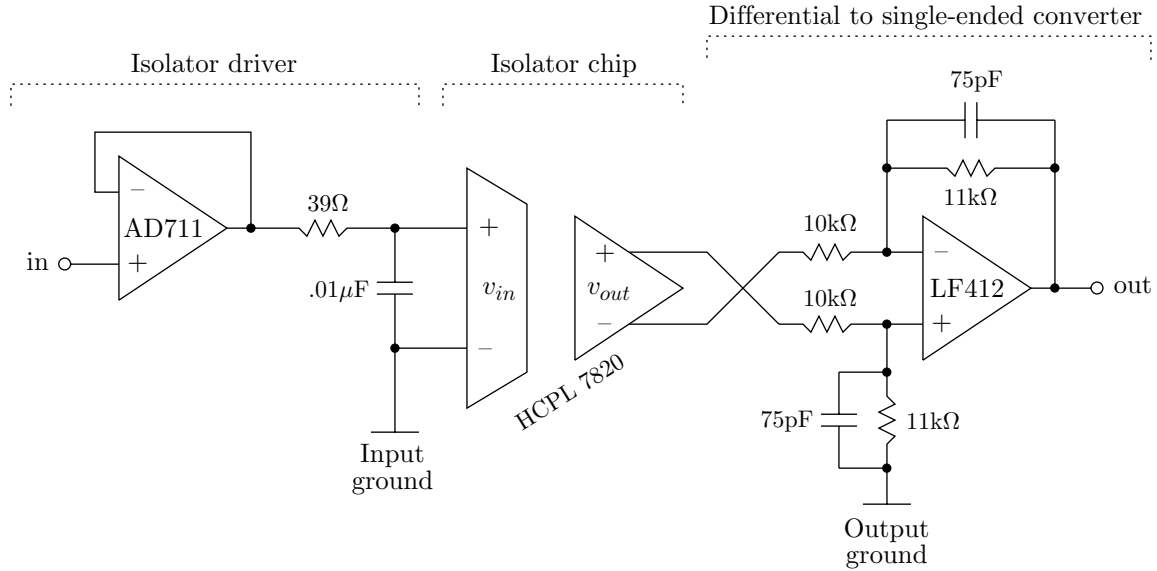 Differential to single-ended converter
Isolator driver
Isolator chip
75pF
11kΩ
39Ω
10kΩ
−
AD711
+
in
.01μF
+
v_in
−
+
v_out
−
HCPL 7820
10kΩ
−
LF412
+
out
75pF
11kΩ
Input
ground
Output
ground